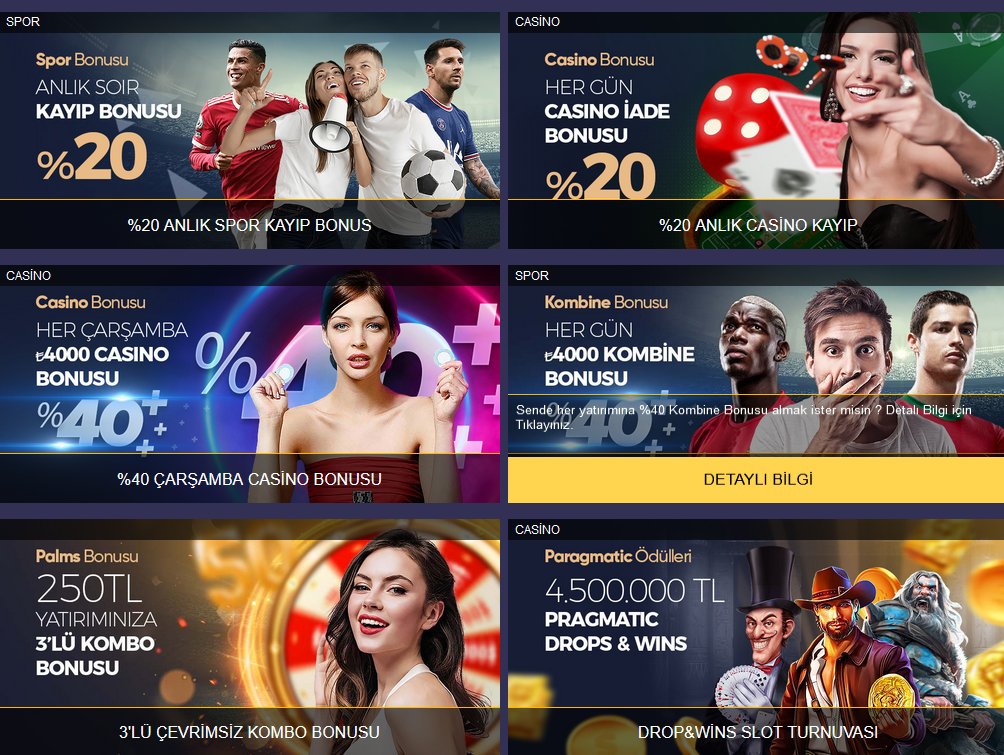 SPOR
Spor Bonusu
ANLIK SOIR
KAYIP BONUSU
%20
%20 ANLIK SPOR KAYIP BONUS
CASİNO
Casino Bonusu
HER GÜN
CASINO İADE
BONUSU
%20
%20 ANLIK CASİNO KAYIP
CASİNO
Casino Bonusu
HER ÇARŞAMBA
₺4000 CASINO
BONUSU
%40
%40
%40 ÇARŞAMBA CASİNO BONUSU
SPOR
Kombine Bonusu
HER GÜN
₺4000 KOMBİNE
BONUSU
%40
Sende her yatırımına %40 Kombine Bonusu almak ister misin ? Detalı Bilgi için
Tıklayınız.
DETAYLI BİLGİ
Palms Bonusu
250TL
YATIRIMINIZA
3'LÜ KOMBO
BONUSU
3'LÜ ÇEVRİMSİZ KOMBO BONUSU
CASİNO
Paragmatic Ödülleri
4.500.000 TL
PRAGMATIC
DROPS & WINS
DROP&WİNS SLOT TURNUVASI